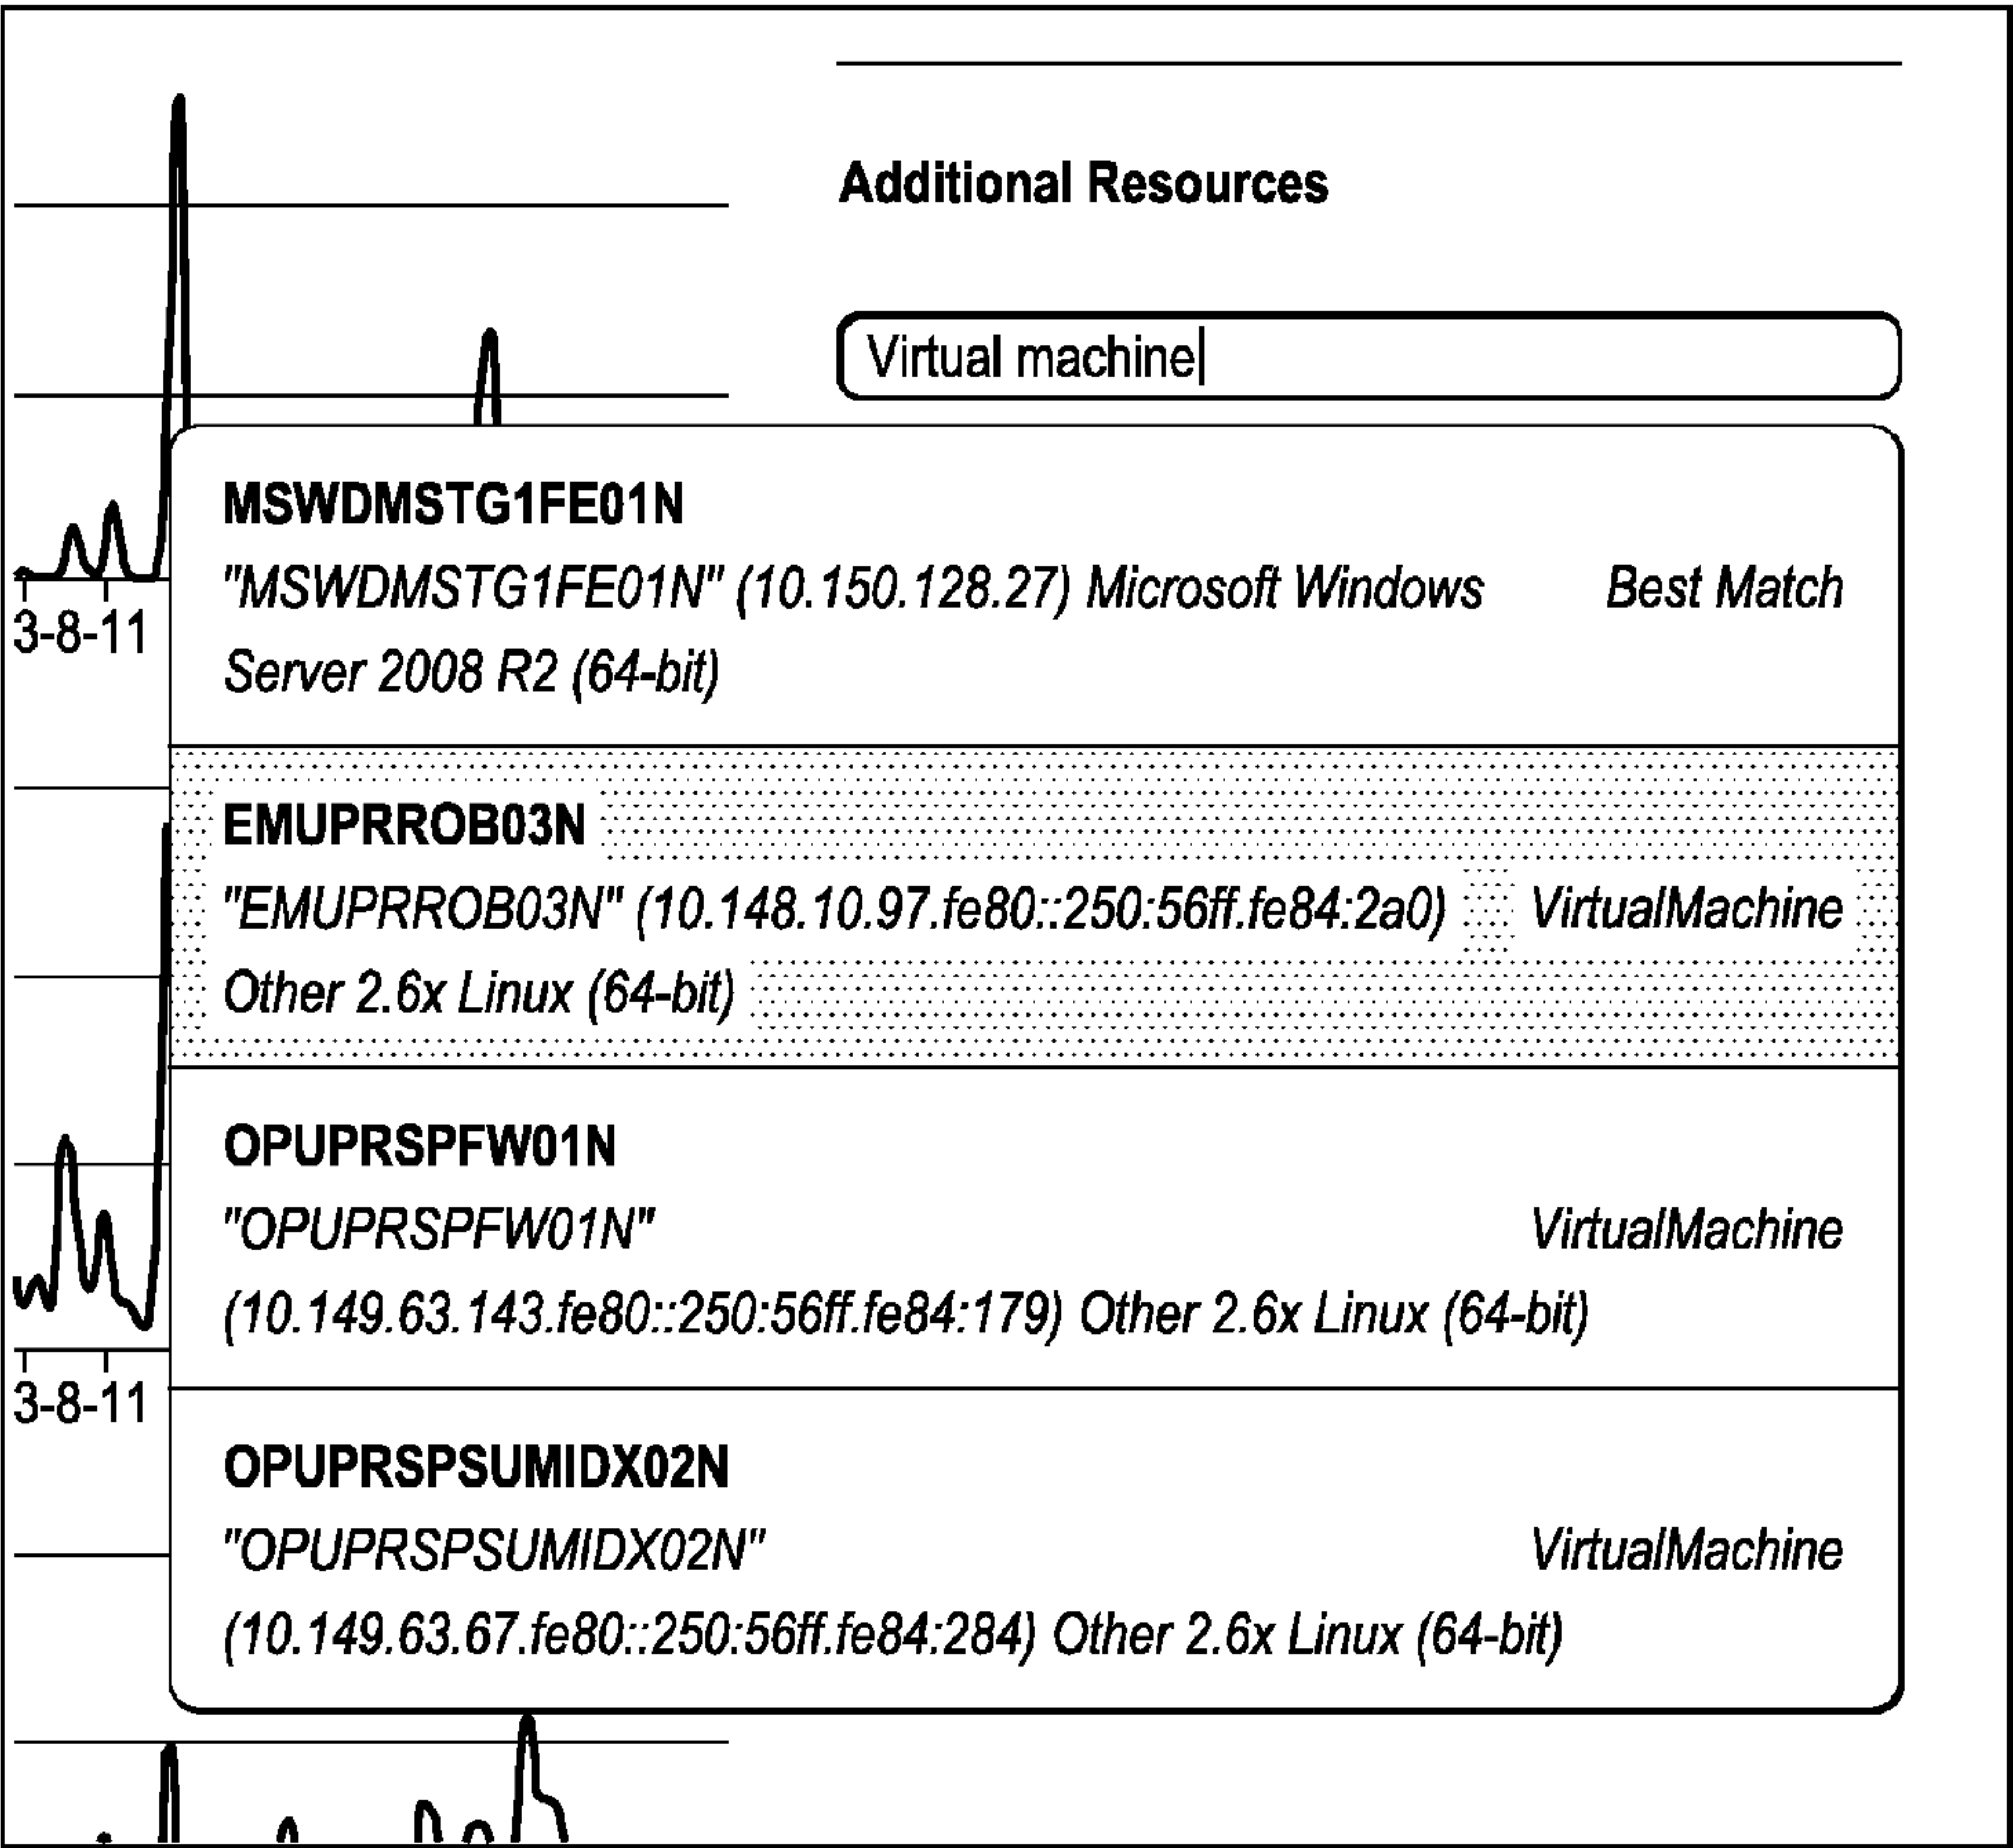 Additional Resources
Virtual machine
MSWDMSTG1FE01N
"MSWDMSTG1FE01N" (10.150.128.27) Microsoft Windows Best Match
Server 2008 R2 (64-bit)
3-8-11
EMUPRROB03N
"EMUPRROB03N" (10.148.10.97.fe80::250:56ff.fe84:2a0) VirtualMachine
Other 2.6x Linux (64-bit)
OPUPRSPFW01N
"OPUPRSPFW01N" VirtualMachine
(10.149.63.143.fe80::250:56ff.fe84:179) Other 2.6x Linux (64-bit)
3-8-11
OPUPRSPSUMIDX02N
"OPUPRSPSUMIDX02N" VirtualMachine
(10.149.63.67.fe80::250:56ff.fe84:284) Other 2.6x Linux (64-bit)